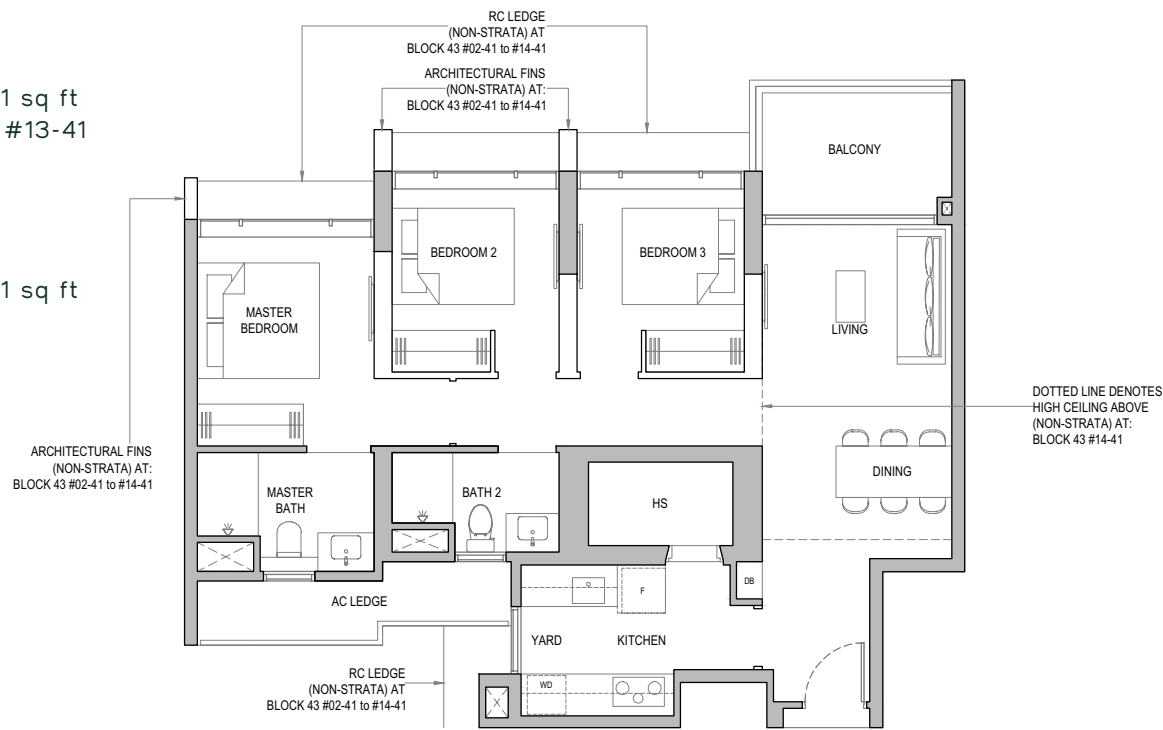 RC LEDGE
(NON-STRATA) AT
BLOCK 43 #02-41 to #14-41
ARCHITECTURAL FINS
(NON-STRATA) AT:
BLOCK 43 #02-41 to #14-41
1 sq ft
#13-41
1 sq ft
BALCONY
BEDROOM 2
BEDROOM 3
MASTER
BEDROOM
LIVING
DOTTED LINE DENOTES
HIGH CEILING ABOVE
(NON-STRATA) AT:
BLOCK 43 #14-41
ARCHITECTURAL FINS
(NON-STRATA) AT:
BLOCK 43 #02-41 to #14-41
DINING
MASTER
BATH
BATH 2
HS
DB
F
AC LEDGE
YARD
KITCHEN
WD
RC LEDGE
(NON-STRATA) AT
BLOCK 43 #02-41 to #14-41